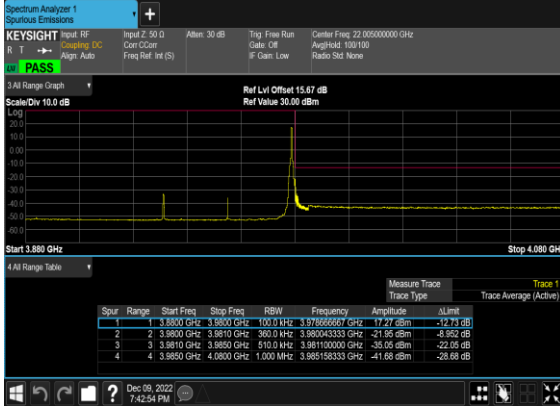 Spectrum Analyzer 1
Spurious Emissions
+
KEYSIGHT Input: RF Input Z: 50 Ω Atten: 30 dB Trig: Free Run Center Freq: 22.005000000 GHz
R T Coupling: DC Corr CCorr Gate: Off Avg|Hold: 100/100
Align: Auto Freq Ref: Int (S) IF Gain: Low Radio Std: None
LXI PASS
3 All Range Graph
Ref Lvl Offset 15.67 dB
Scale/Div 10.0 dB Ref Value 30.00 dBm
Log
20.0
10.0
0.00
-10.0
-20.0
-30.0
-40.0
-50.0
-60.0
Start 3.880 GHz Stop 4.080 GH
4 All Range Table
Measure Trace Trace 1
Trace Type Trace Average (Active)
Spur Range Start Freq Stop Freq RBW Frequency Amplitude ΔLimit
1 1 3.8800 GHz 3.9800 GHz 100.0 kHz 3.978666667 GHz 17.27 dBm -12.73 dB
2 2 3.9800 GHz 3.9810 GHz 360.0 kHz 3.980043333 GHz -21.95 dBm -8.952 dB
3 3 3.9810 GHz 3.9850 GHz 510.0 kHz 3.981100000 GHz -35.05 dBm -22.05 dB
4 4 3.9850 GHz 4.0800 GHz 1.000 MHz 3.985158333 GHz -41.68 dBm -28.68 dB
? Dec 09, 2022
7:42:54 PM